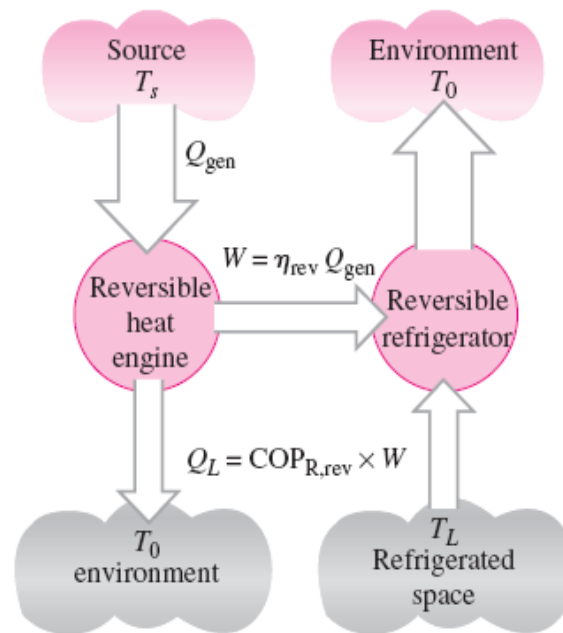 Source
T_s
Environment
T_0
Q_gen
W = η_rev Q_gen
Reversible
heat
engine
Reversible
refrigerator
Q_L = COP_R,rev × W
T_0
environment
T_L
Refrigerated
space